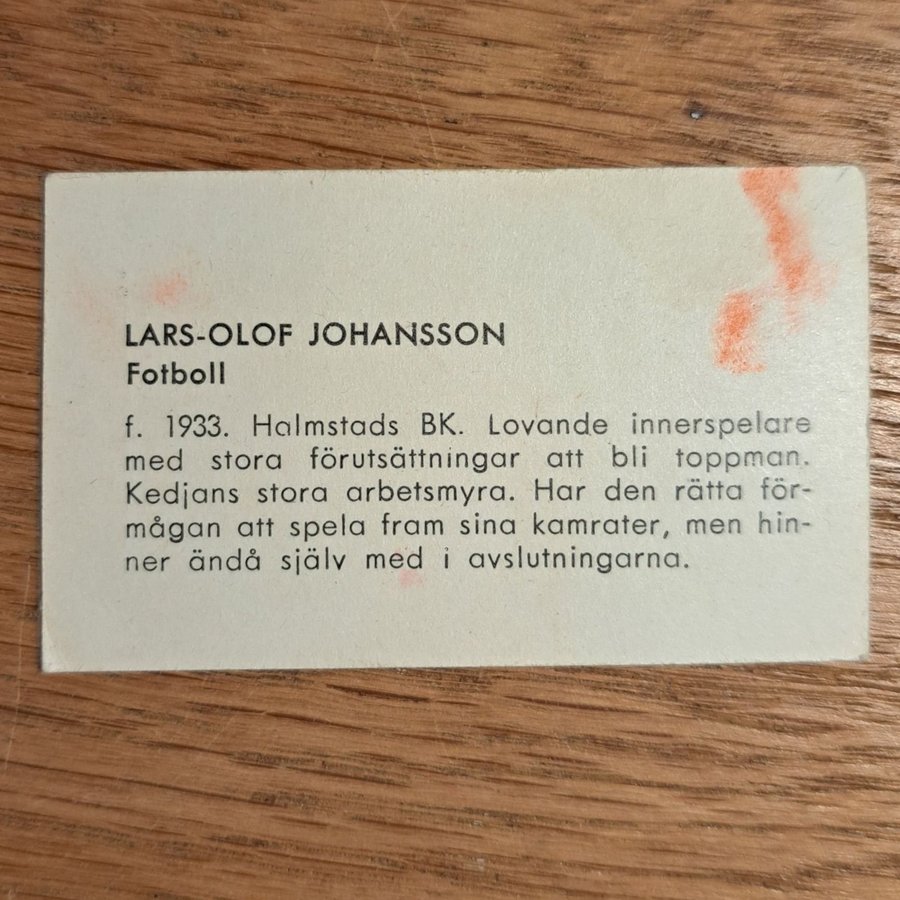 LARS-OLOF JOHANSSON
Fotboll
f. 1933. Halmstads BK. Lovande innerspelare
med stora förutsättningar att bli toppman.
Kedjans stora arbetsmyra. Har den rätta för-
mågan att spela fram sina kamrater, men hin-
ner ändå själv med i avslutningarna.